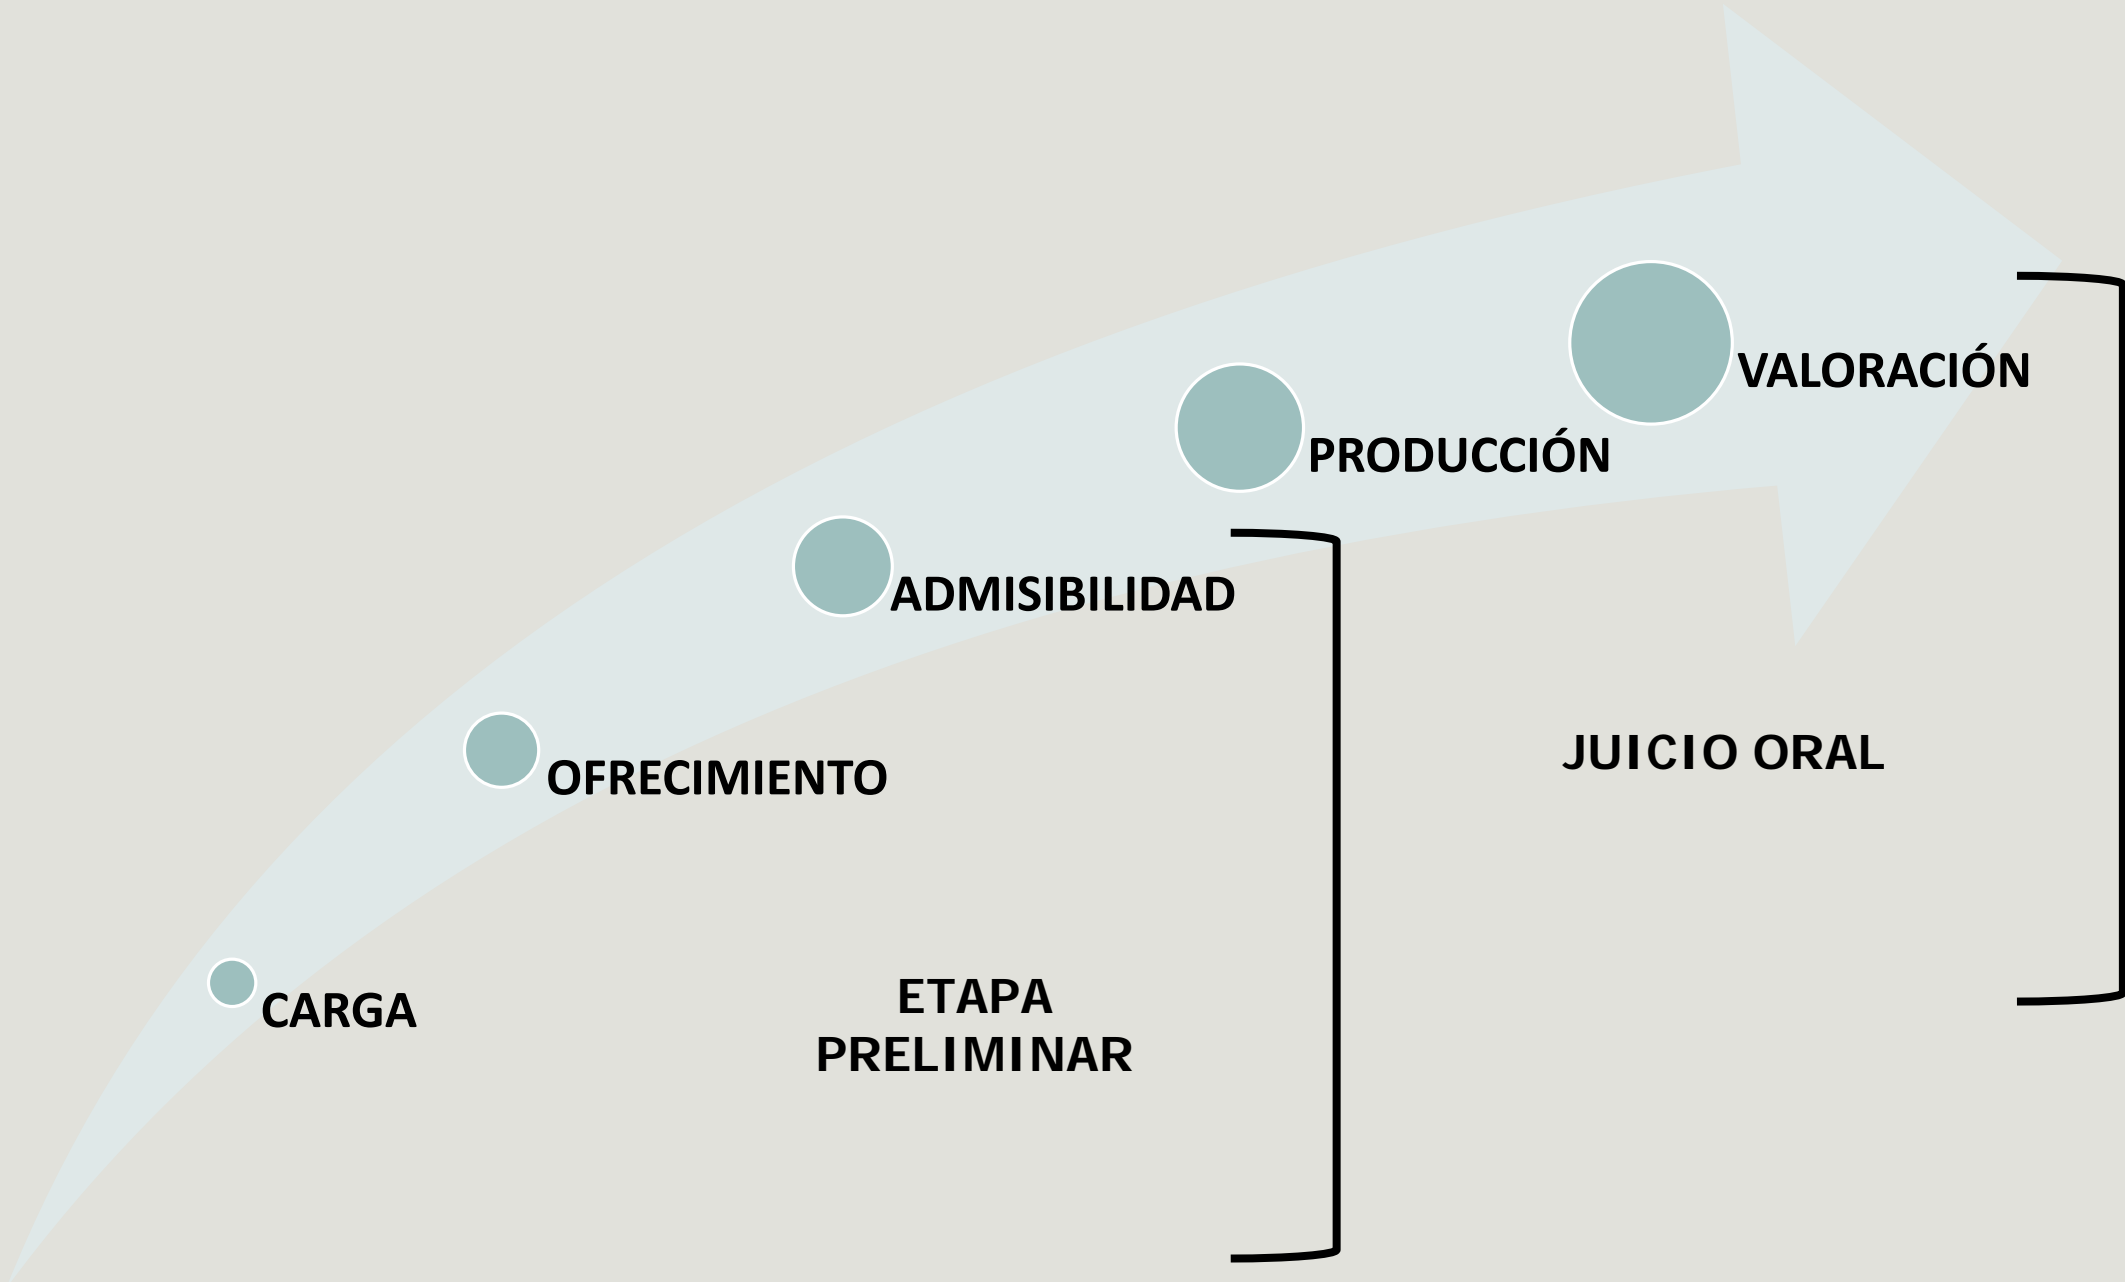 VALORACIÓN
PRODUCCIÓN
ADMISIBILIDAD
OFRECIMIENTO
CARGA
JUICIO ORAL
ETAPA
PRELIMINAR